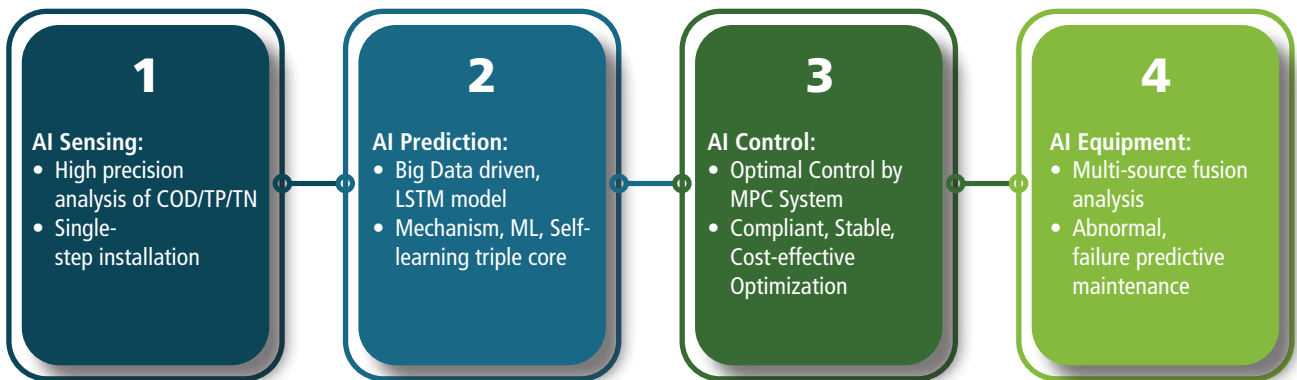 1
AI Sensing:
• High precision
analysis of COD/TP/TN
• Single-
step installation
2
AI Prediction:
• Big Data driven,
LSTM model
• Mechanism, ML, Self-
learning triple core
3
AI Control:
• Optimal Control by
MPC System
• Compliant, Stable,
Cost-effective
Optimization
4
AI Equipment:
• Multi-source fusion
analysis
• Abnormal,
failure predictive
maintenance